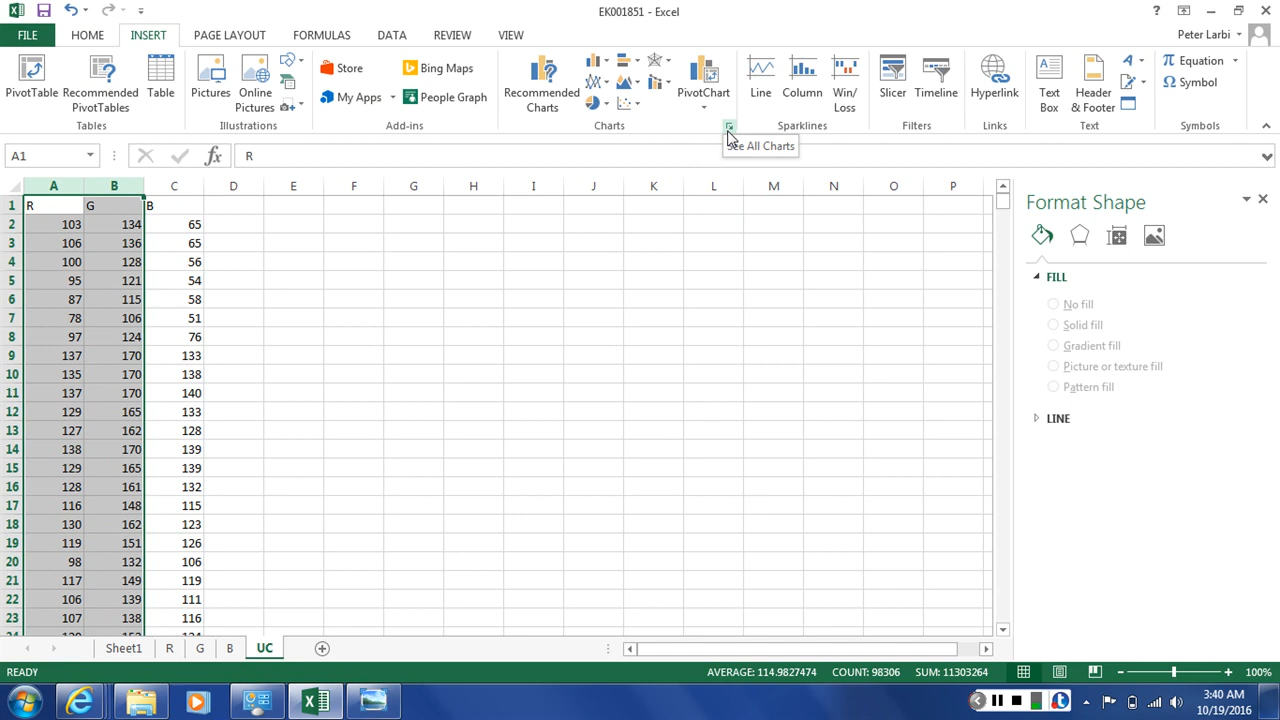 EK001851 - Excel
FILE HOME INSERT PAGE LAYOUT FORMULAS DATA REVIEW VIEW Peter Larbi
PivotTable Recommended PivotTables Table Pictures Online Pictures Store My Apps Bing Maps People Graph Recommended Charts PivotChart Line Column Win/ Loss Slicer Timeline Hyperlink Text Box Header & Footer Equation Symbol
Tables Illustrations Add-ins Charts Sparklines Filters Links Text Symbols
See All Charts
A1 fx R
A B C D E F G H I J K L M N O P
1 R G B
2 103 134 65
3 106 136 65
4 100 128 56
5 95 121 54
6 87 115 58
7 78 106 51
8 97 124 76
9 137 170 133
10 135 170 138
11 137 170 140
12 129 165 133
13 127 162 128
14 138 170 139
15 129 165 139
16 128 161 132
17 116 148 115
18 130 162 123
19 119 151 126
20 98 132 106
21 117 149 119
22 106 139 111
23 107 138 116
Format Shape
FILL
No fill
Solid fill
Gradient fill
Picture or texture fill
Pattern fill
LINE
Sheet1 R G B UC
READY AVERAGE: 114.9827474 COUNT: 98306 SUM: 11303264 100%
3:40 AM
10/19/2016